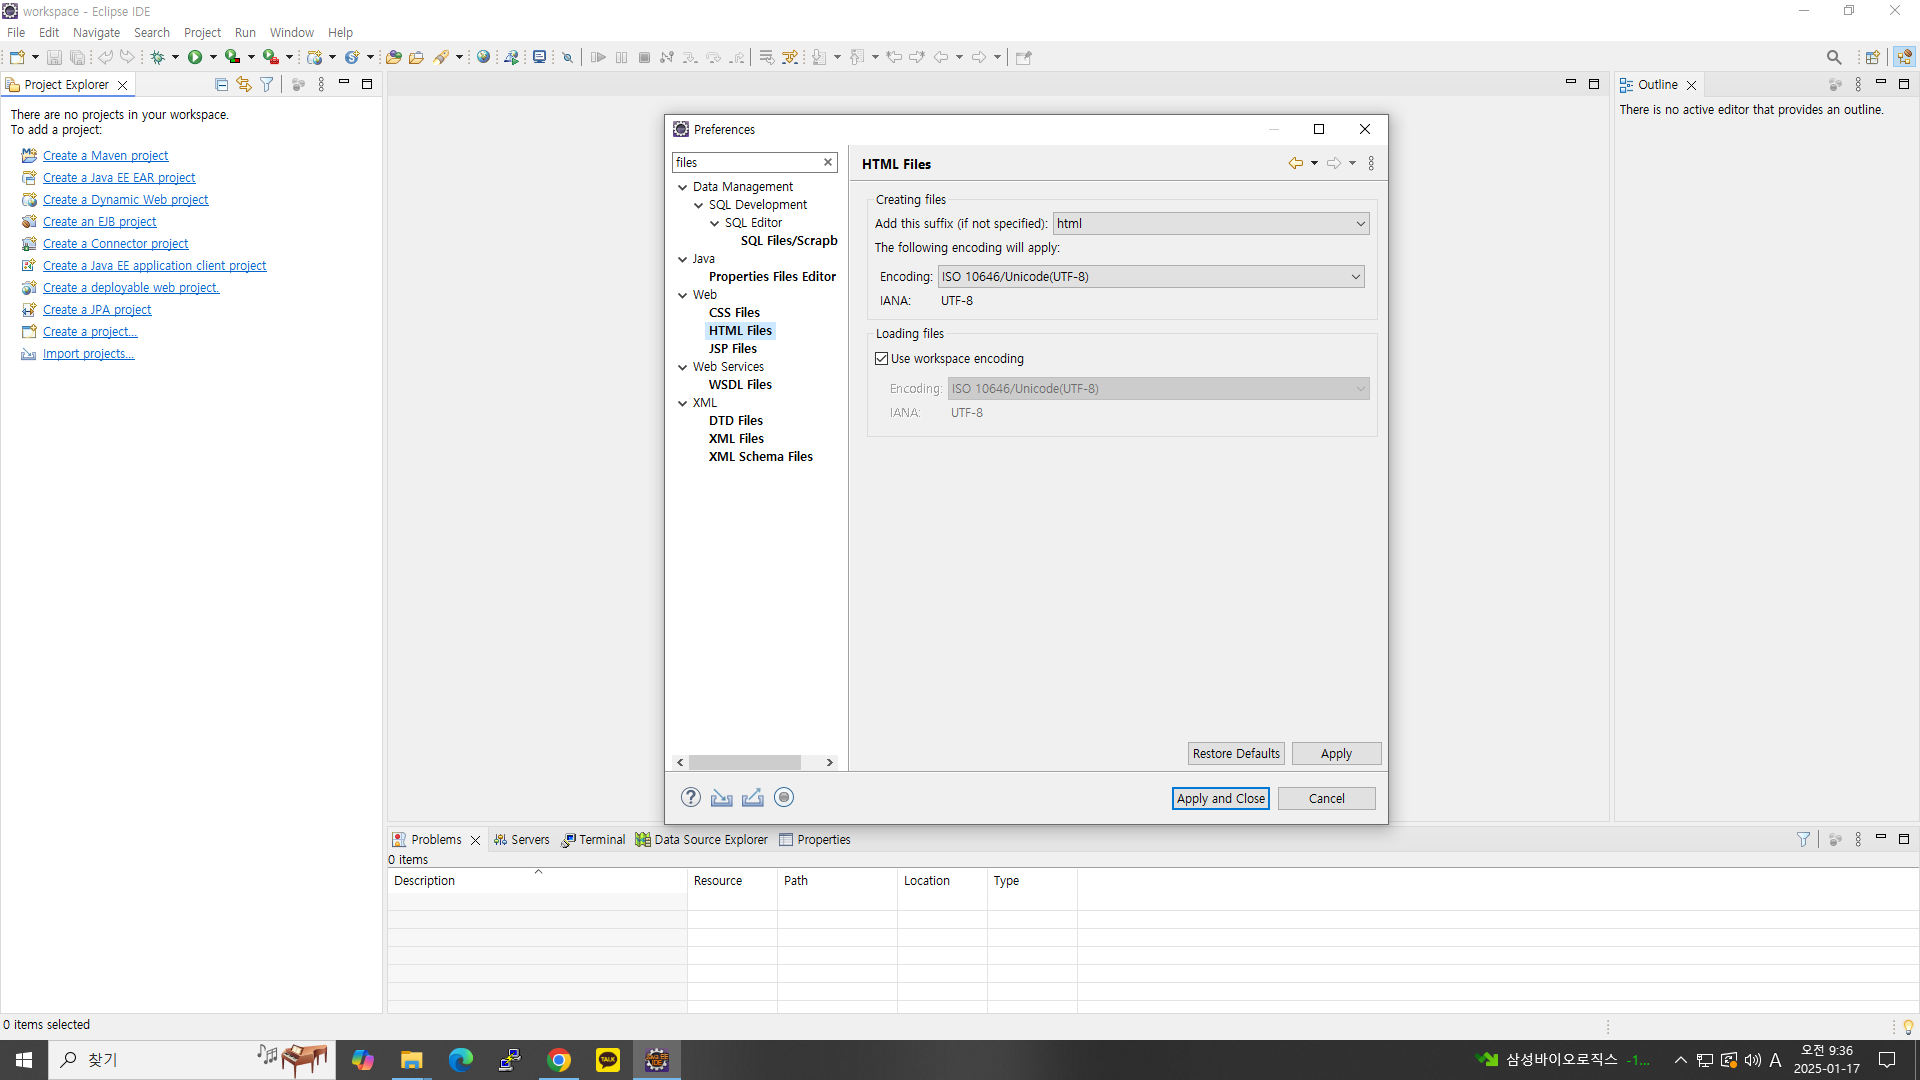 workspace - Eclipse IDE
File Edit Navigate Search Project Run Window Help
Project Explorer
There are no projects in your workspace.
To add a project:
Create a Maven project
Create a Java EE EAR project
Create a Dynamic Web project
Create an EJB project
Create a Connector project
Create a Java EE application client project
Create a deployable web project.
Create a JPA project
Create a project...
Import projects...
Preferences
files
Data Management
SQL Development
SQL Editor
SQL Files/Scrapb
Java
Properties Files Editor
Web
CSS Files
HTML Files
JSP Files
Web Services
WSDL Files
XML
DTD Files
XML Files
XML Schema Files
HTML Files
Creating files
Add this suffix (if not specified): html
The following encoding will apply:
Encoding: ISO 10646/Unicode(UTF-8)
IANA: UTF-8
Loading files
Use workspace encoding
Encoding: ISO 10646/Unicode(UTF-8)
IANA: UTF-8
Restore Defaults Apply
Apply and Close Cancel
Outline
There is no active editor that provides an outline.
Problems Servers Terminal Data Source Explorer Properties
0 items
Description Resource Path Location Type
0 items selected
찾기
TALK
Java EE
IDE
삼성바이오로직스 -1...
A
오전 9:36
2025-01-17